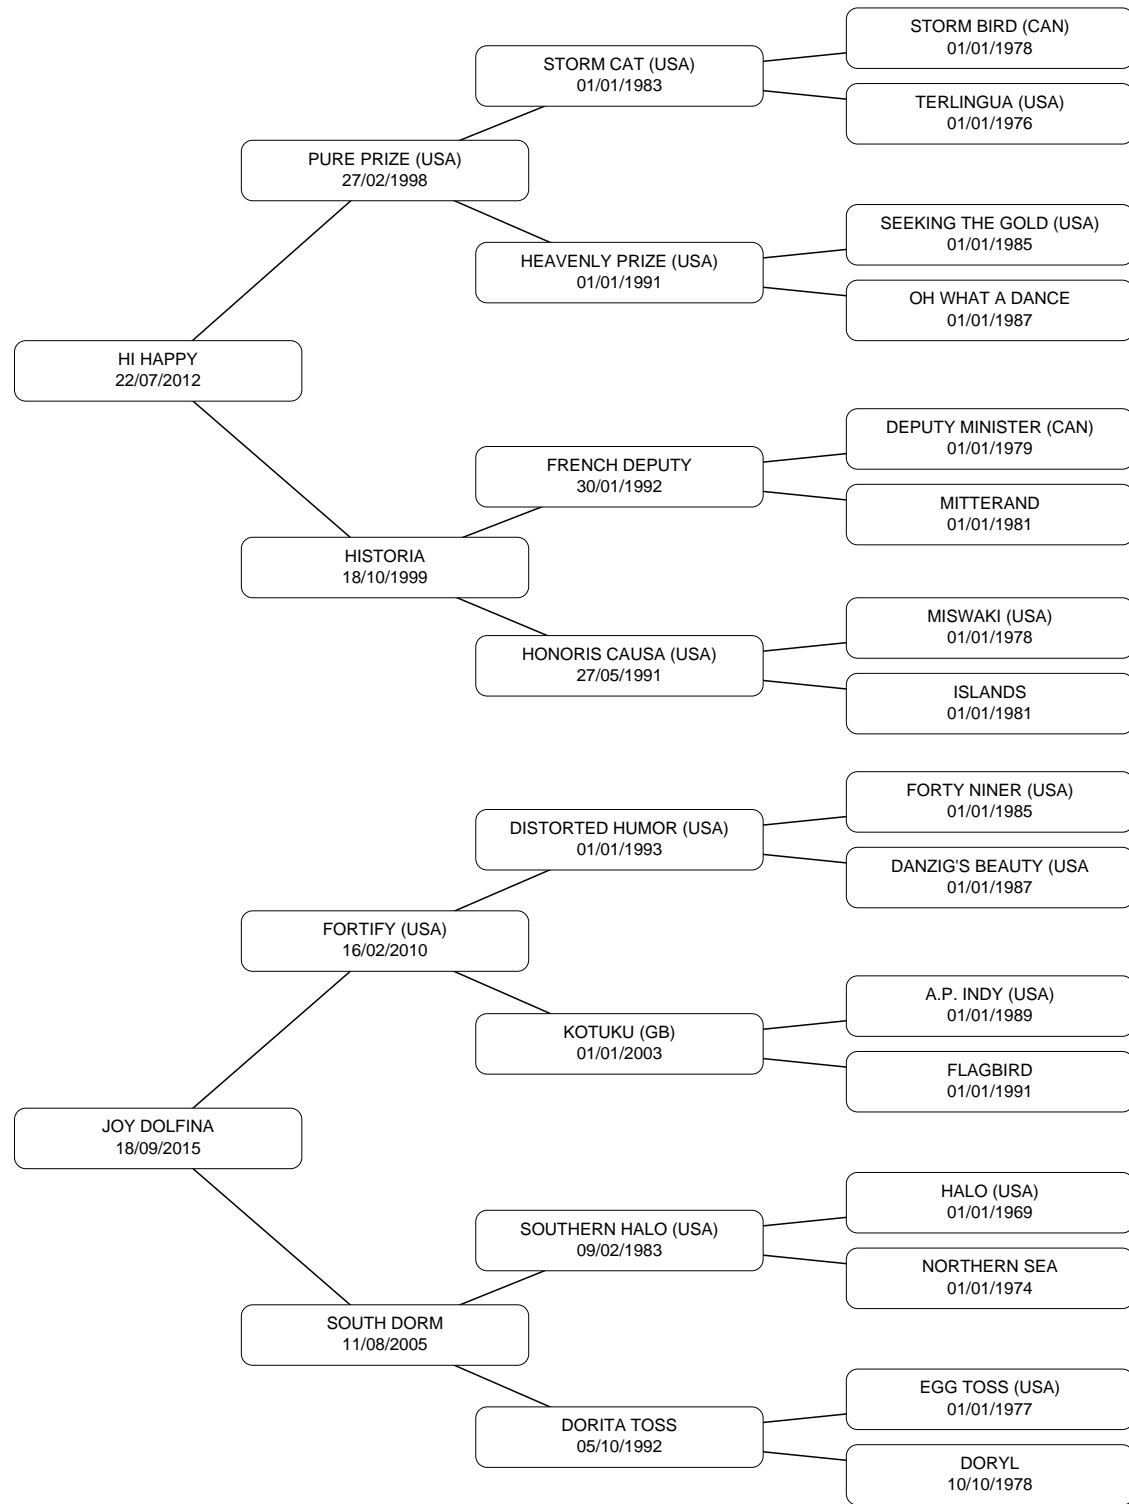 STORM BIRD (CAN)
01/01/1978
STORM CAT (USA)
01/01/1983
TERLINGUA (USA)
01/01/1976
PURE PRIZE (USA)
27/02/1998
SEEKING THE GOLD (USA)
01/01/1985
HEAVENLY PRIZE (USA)
01/01/1991
OH WHAT A DANCE
01/01/1987
HI HAPPY
22/07/2012
DEPUTY MINISTER (CAN)
01/01/1979
FRENCH DEPUTY
30/01/1992
MITTERAND
01/01/1981
HISTORIA
18/10/1999
MISWAKI (USA)
01/01/1978
HONORIS CAUSA (USA)
27/05/1991
ISLANDS
01/01/1981
FORTY NINER (USA)
01/01/1985
DISTORTED HUMOR (USA)
01/01/1993
DANZIG'S BEAUTY (USA
01/01/1987
FORTIFY (USA)
16/02/2010
A.P. INDY (USA)
01/01/1989
KOTUKU (GB)
01/01/2003
FLAGBIRD
01/01/1991
JOY DOLFINA
18/09/2015
HALO (USA)
01/01/1969
SOUTHERN HALO (USA)
09/02/1983
NORTHERN SEA
01/01/1974
SOUTH DORM
11/08/2005
EGG TOSS (USA)
01/01/1977
DORITA TOSS
05/10/1992
DORYL
10/10/1978